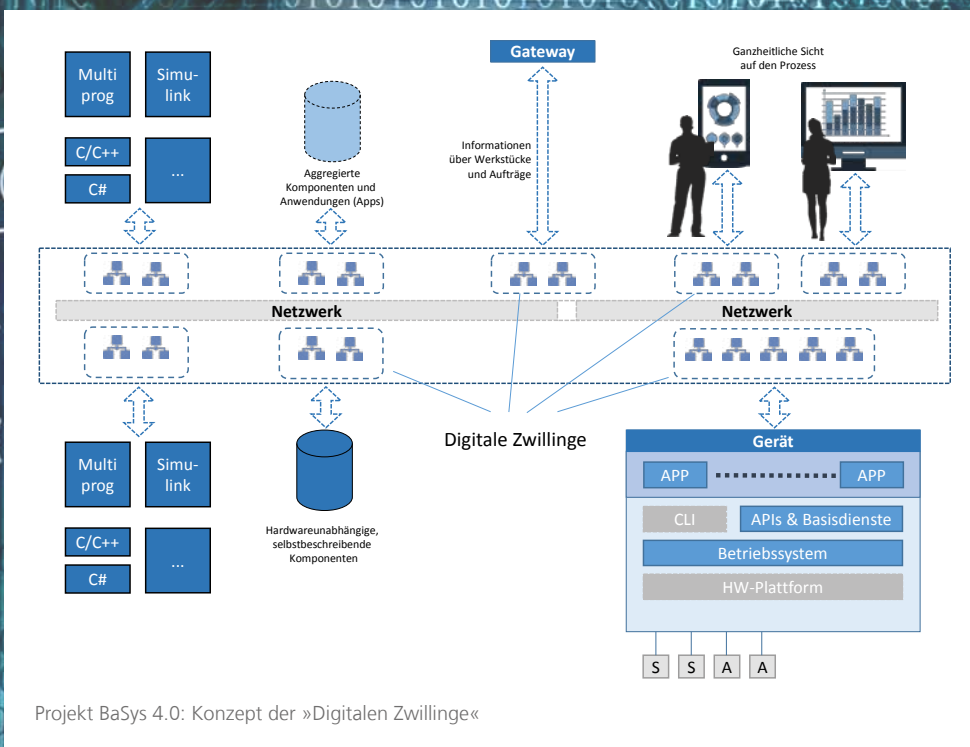 Multi
prog
Simu-
link
C/C++
C#
...
Aggregierte
Komponenten und
Anwendungen (Apps)
Gateway
Informationen
über Werkstücke
und Aufträge
Ganzheitliche Sicht
auf den Prozess
Netzwerk
Netzwerk
Digitale Zwillinge
Multi
prog
Simu-
link
C/C++
C#
...
Hardwareunabhängige,
selbstbeschreibende
Komponenten
Gerät
APP
APP
CLI
APIs & Basisdienste
Betriebssystem
HW-Plattform
S
S
A
A
Projekt BaSys 4.0: Konzept der »Digitalen Zwillinge«